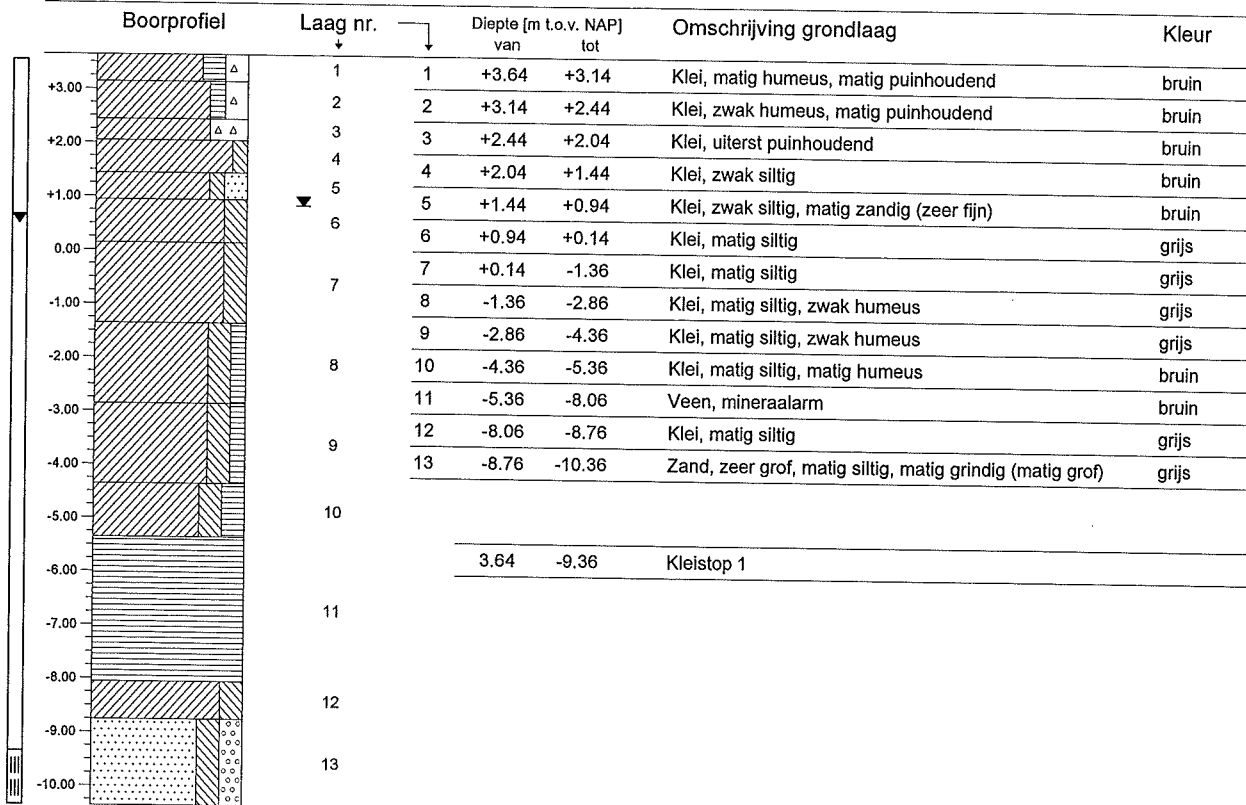 Boorprofiel Laag nr. Diepte [m t.o.v. NAP] Omschrijving grondlaag Kleur
van tot
1 1 +3.64 +3.14 Klei, matig humeus, matig puinhoudend bruin
+3.00
2 2 +3.14 +2.44 Klei, zwak humeus, matig puinhoudend bruin
3 3 +2.44 +2.04 Klei, uiterst puinhoudend bruin
+2.00
4 4 +2.04 +1.44 Klei, zwak siltig bruin
+1.00
5 5 +1.44 +0.94 Klei, zwak siltig, matig zandig (zeer fijn) bruin
6 6 +0.94 +0.14 Klei, matig siltig grijs
0.00
7 7 +0.14 -1.36 Klei, matig siltig grijs
-1.00
8 -1.36 -2.86 Klei, matig siltig, zwak humeus grijs
9 -2.86 -4.36 Klei, matig siltig, zwak humeus grijs
-2.00
8 10 -4.36 -5.36 Klei, matig siltig, matig humeus bruin
11 -5.36 -8.06 Veen, mineraalarm bruin
-3.00
12 -8.06 -8.76 Klei, matig siltig grijs
9
13 -8.76 -10.36 Zand, zeer grof, matig siltig, matig grindig (matig grof) grijs
-4.00
-5.00
10
3.64 -9.36 Kleistop 1
-6.00
11
-7.00
-8.00
12
-9.00
13
-10.00